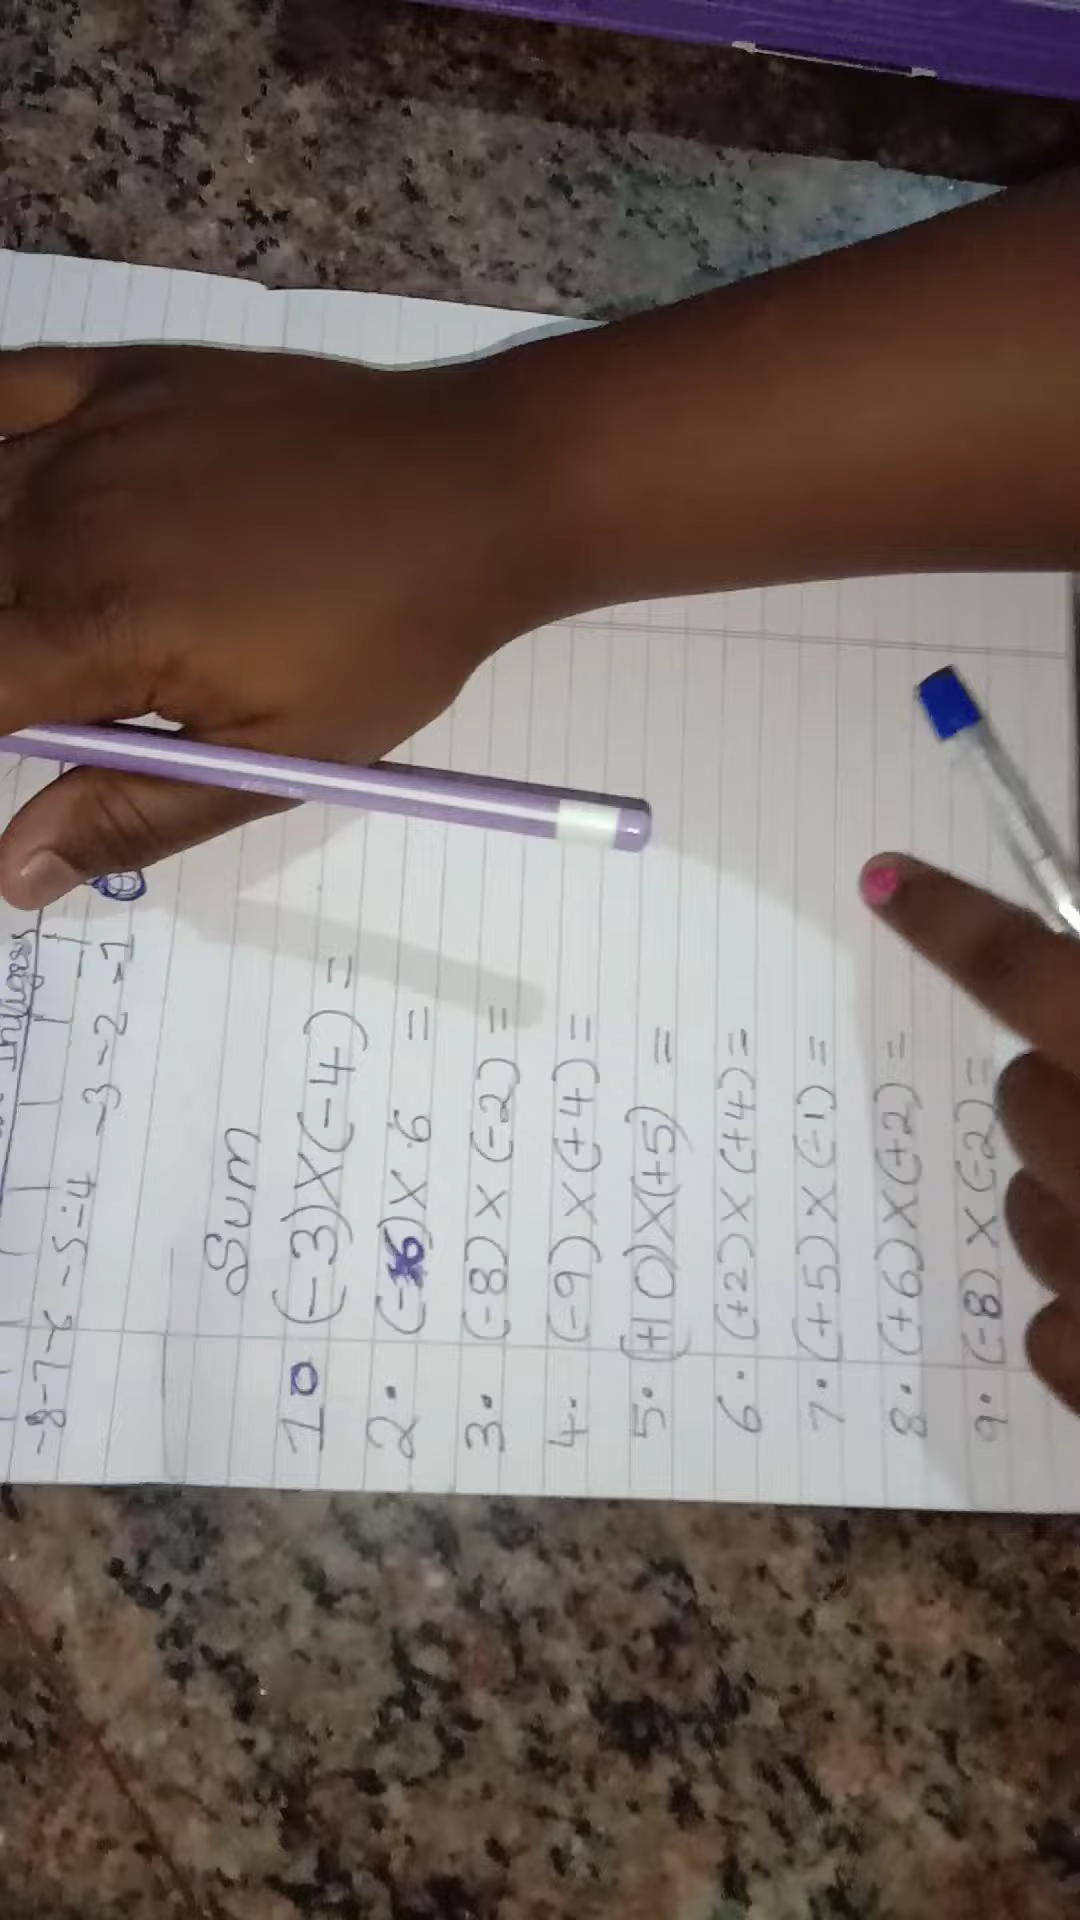 Intigers
-8-7-6 -5-4 -3 -2 -1
Sum
1. (-3)X(-4) =
2. (-6)X 6 =
3. (-8) X (-2) =
4. (-9) X (+4) =
5. (+10)X(+5) =
6. (+2) X (+4) =
7. (+5) X (-1) =
8. (+6) X (+2) =
9. (-8) X (-2) =